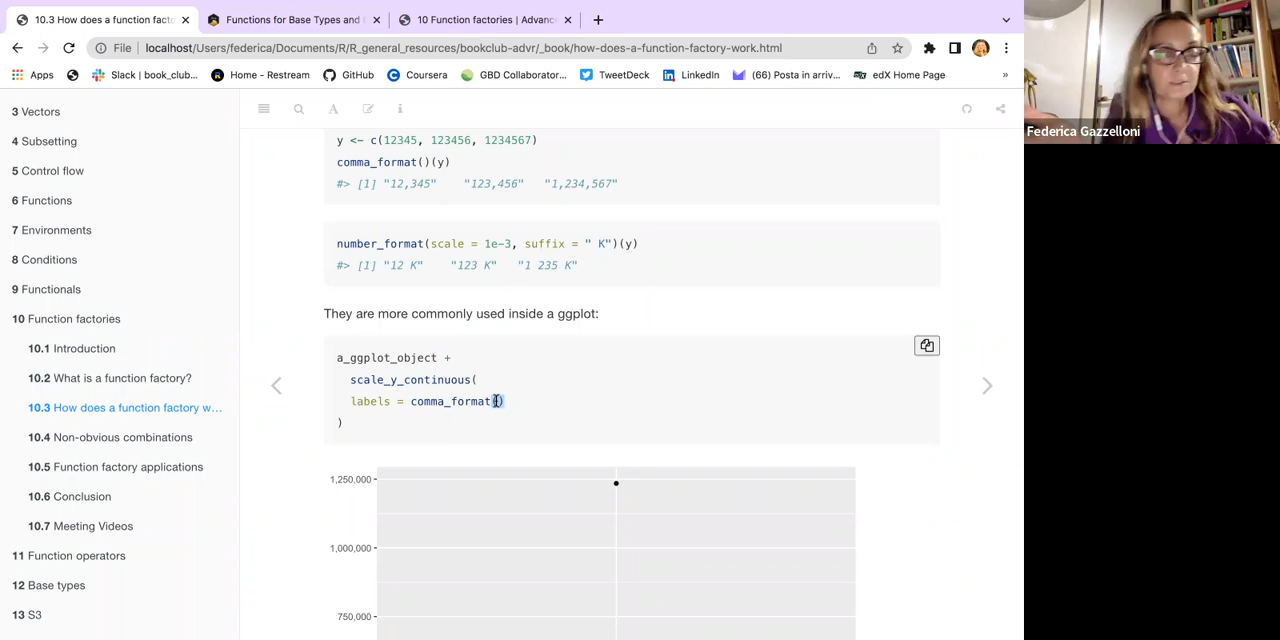 10.3 How does a function facto
Functions for Base Types and
10 Function factories | Advanc
File
localhost/Users/federica/Documents/R/R_general_resources/bookclub-advr/_book/how-does-a-function-factory-work.html
Apps
Slack | book_club...
Home - Restream
GitHub
Coursera
GBD Collaborator...
TweetDeck
LinkedIn
(66) Posta in arriv...
edX Home Page
»
3 Vectors
4 Subsetting
5 Control flow
6 Functions
7 Environments
8 Conditions
9 Functionals
10 Function factories
10.1 Introduction
10.2 What is a function factory?
10.3 How does a function factory w...
10.4 Non-obvious combinations
10.5 Function factory applications
10.6 Conclusion
10.7 Meeting Videos
11 Function operators
12 Base types
13 S3
y <- c(12345, 123456, 1234567)
comma_format()(y)
#> [1] "12,345"    "123,456"   "1,234,567"
number_format(scale = 1e-3, suffix = " K")(y)
#> [1] "12 K"    "123 K"   "1 235 K"
They are more commonly used inside a ggplot:
a_ggplot_object +
scale_y_continuous(
labels = comma_format()
)
1,250,000
1,000,000
750,000
Federica Gazzelloni